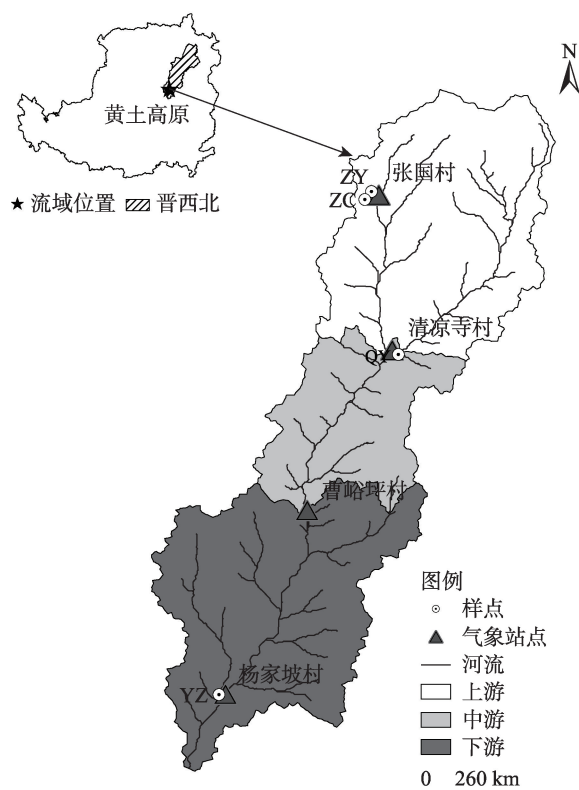 N
黄土高原
★ 流域位置 晋西北
ZY 张国村
ZC
清凉寺村
QY
曹峪坪村
杨家坡村
YZ
图例
样点
气象站点
河流
上游
中游
下游
0 260 km